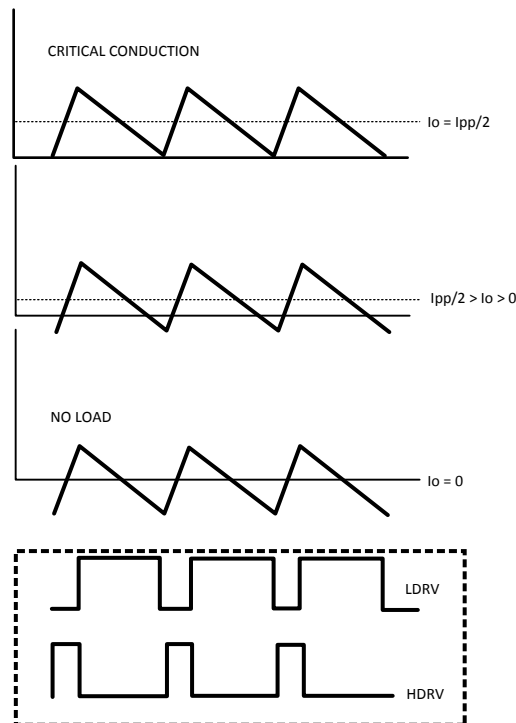 CRITICAL CONDUCTION
Io = Ipp/2
Ipp/2 > Io > 0
NO LOAD
Io = 0
LDRV
HDRV